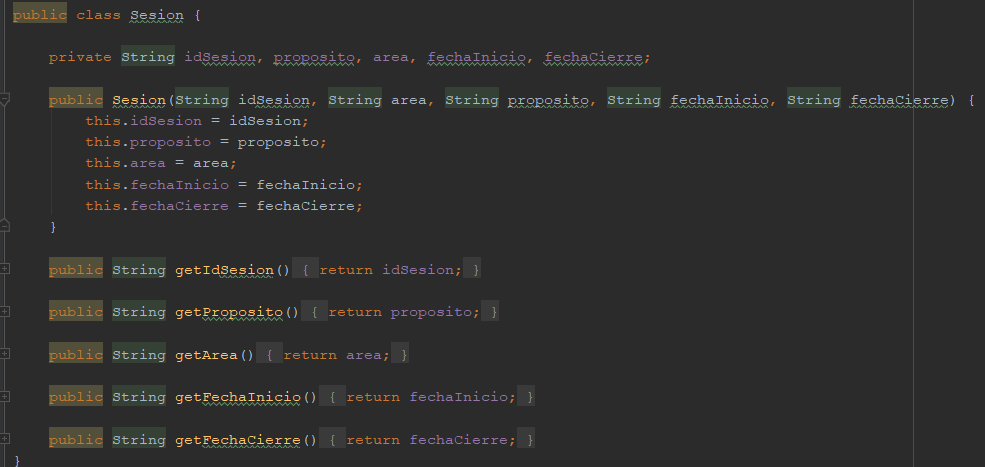 public class Sesion {
private String idSesion, proposito, area, fechaInicio, fechaCierre;
public Sesion(String idSesion, String area, String proposito, String fechaInicio, String fechaCierre) {
this.idSesion = idSesion;
this.proposito = proposito;
this.area = area;
this.fechaInicio = fechaInicio;
this.fechaCierre = fechaCierre;
}
public String getIdSesion() { return idSesion; }
public String getProposito() { return proposito; }
public String getArea() { return area; }
public String getFechaInicio() { return fechaInicio; }
public String getFechaCierre() { return fechaCierre; }
}